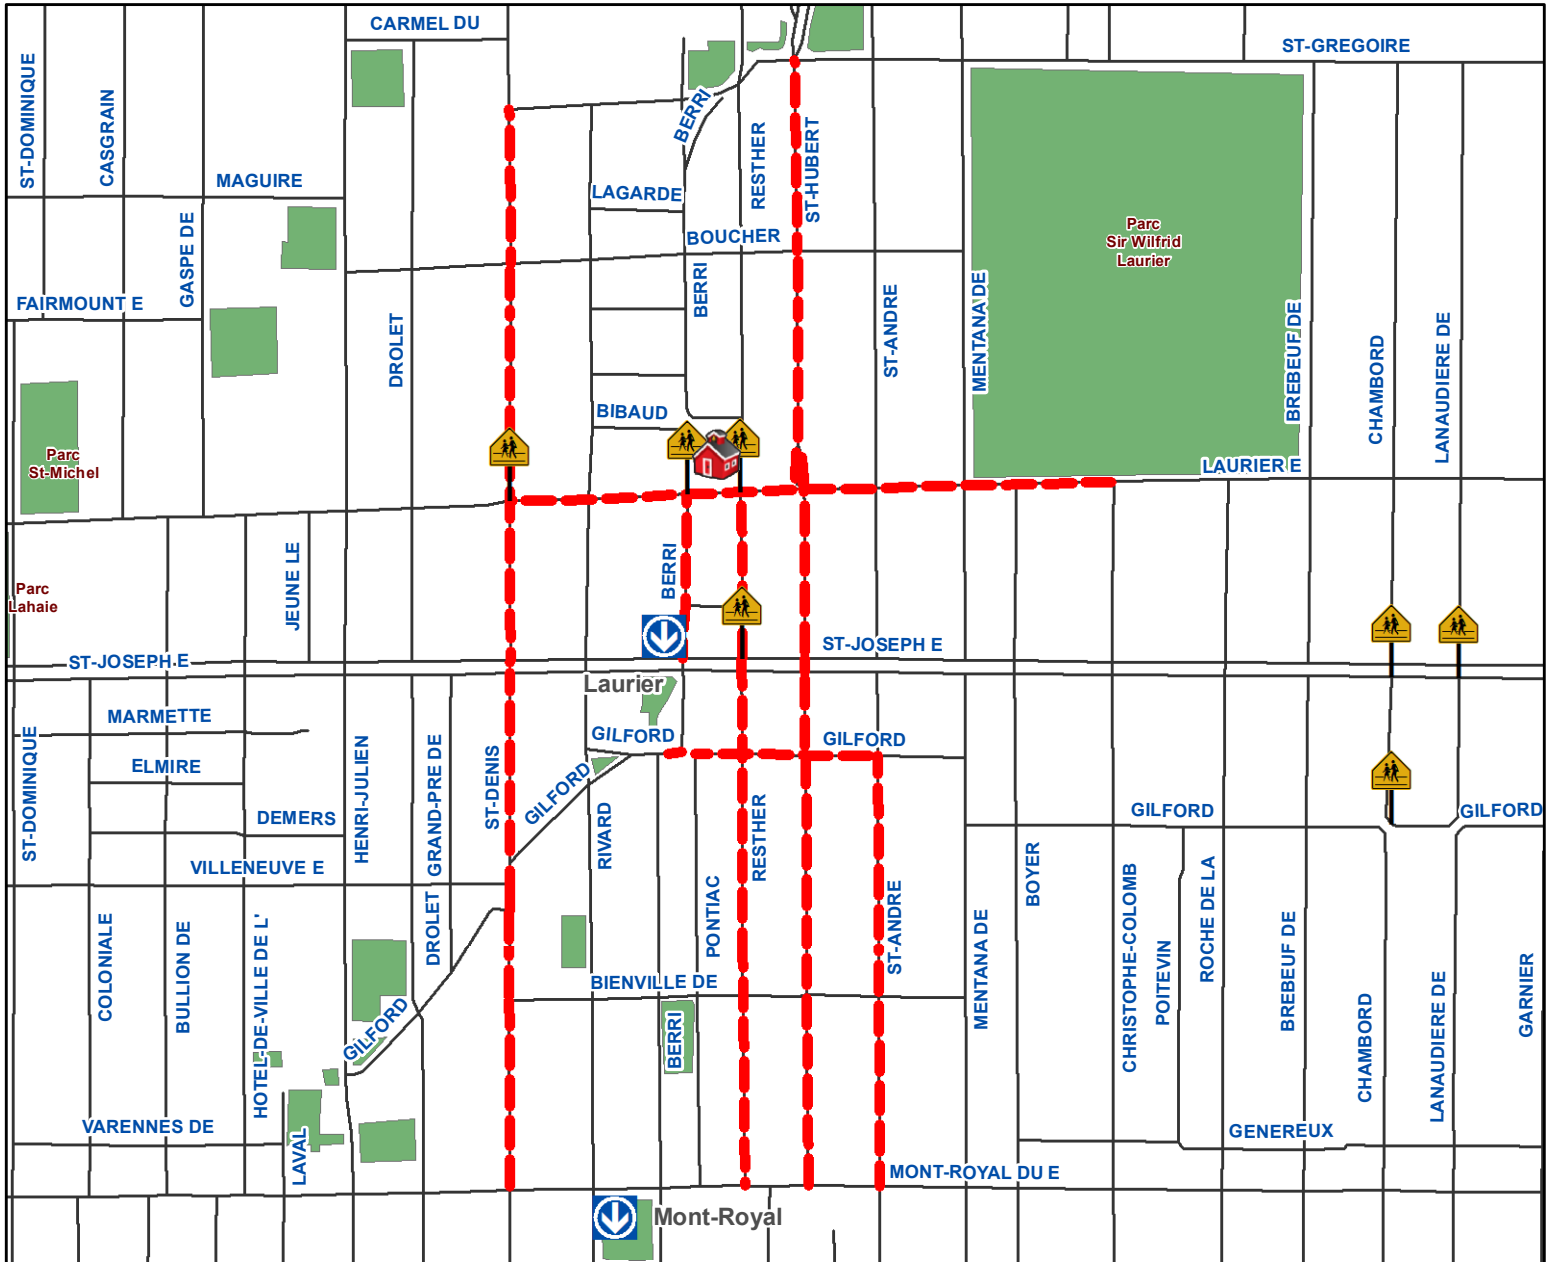 CARMEL DU
ST-GREGOIRE
ST-DOMINIQUE
CASGRAIN
BERRI
RESTHER
ST-HUBERT
MAGUIRE
LAGARDE
GASPE DE
BOUCHER
Parc
Sir Wilfrid
Laurier
FAIRMOUNT E
BERRI
DROLET
ST-ANDRE
MENTANA DE
BREBEUF DE
CHAMBORD
LANAUDIERE DE
BIBAUD
Parc
St-Michel
LAURIER E
JEUNE LE
BERRI
Parc
Lahaie
ST-JOSEPH E
ST-JOSEPH E
Laurier
MARMETTE
GILFORD
GILFORD
ST-DOMINIQUE
ELMIRE
HENRI-JULIEN
GRAND-PRE DE
ST-DENIS
GILFORD
RIVARD
RESTHER
DEMERS
GILFORD
GILFORD
VILLENEUVE E
BOYER
COLONIALE
BULLION DE
HOTEL-DE-VILLE DE L'
DROLET
PONTIAC
ST-ANDRE
MENTANA DE
CHRISTOPHE-COLOMB
POITEVIN
ROCHE DE LA
BREBEUF DE
CHAMBORD
LANAUDIERE DE
GARNIER
BIENVILLE DE
GILFORD
BERRI
VARENNES DE
LAVAL
GENEREUX
MONT-ROYAL DU E
Mont-Royal